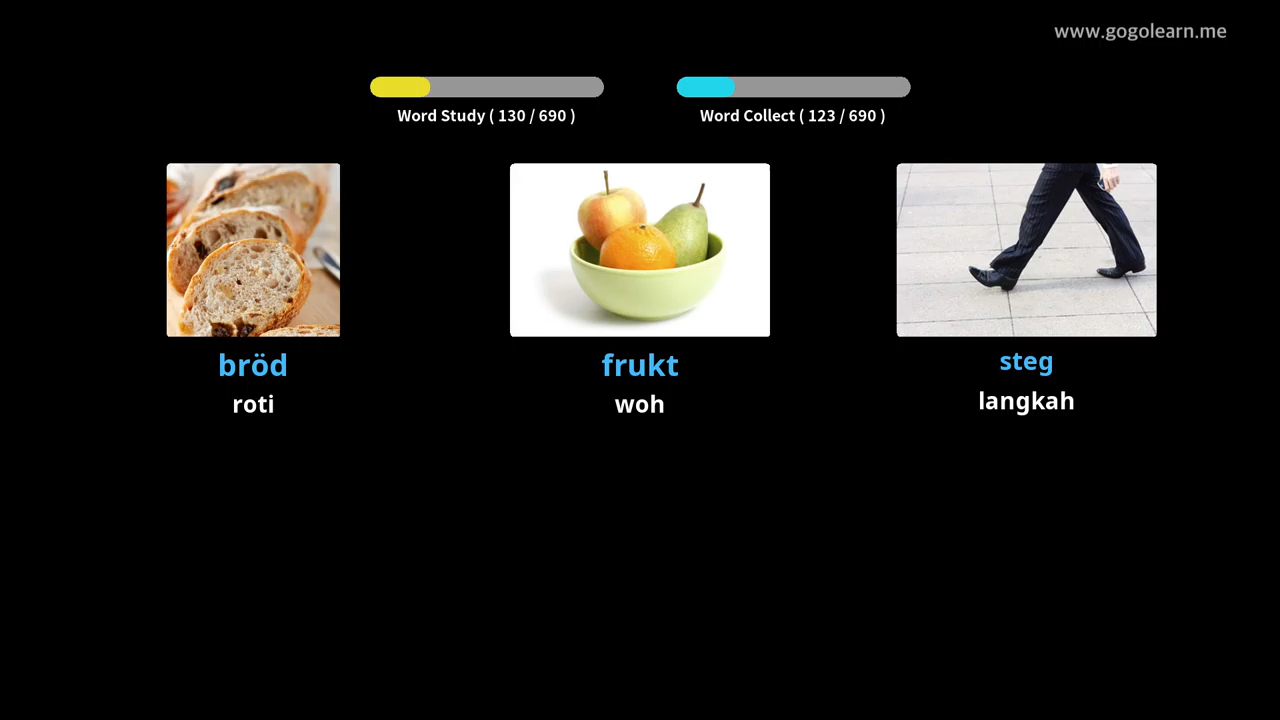 www.gogolearn.me
Word Study ( 130 / 690 )
Word Collect ( 123 / 690 )
bröd
roti
frukt
woh
steg
langkah